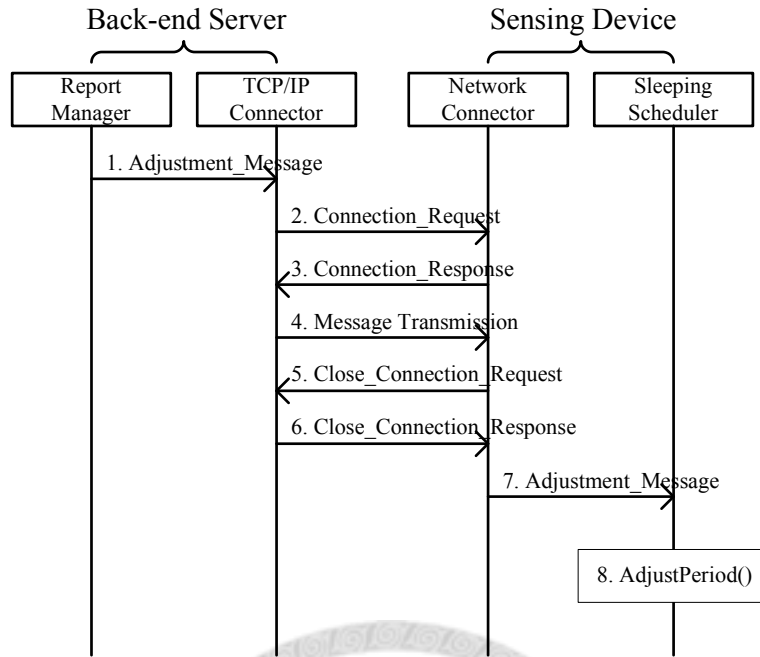 Back-end Server
Sensing Device
Report
Manager
TCP/IP
Connector
Network
Connector
Sleeping
Scheduler
1. Adjustment_Message
2. Connection_Request
3. Connection_Response
4. Message Transmission
5. Close_Connection_Request
6. Close_Connection_Response
7. Adjustment_Message
8. AdjustPeriod()